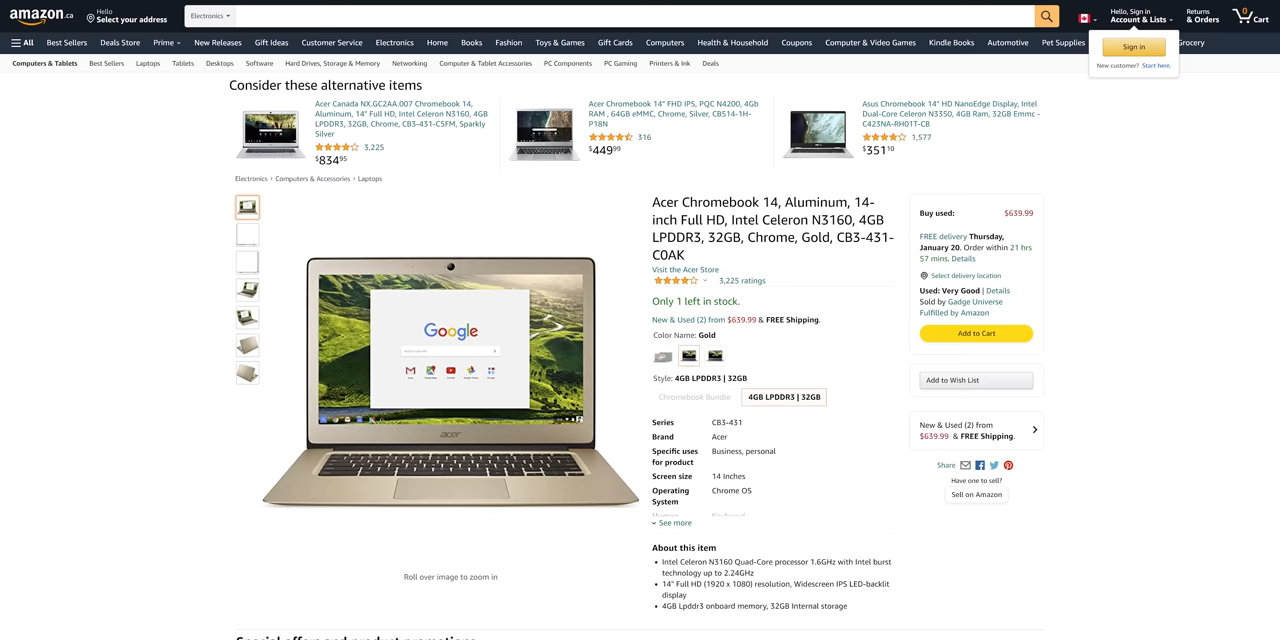 amazon.ca
Hello
Select your address
Electronics
Hello, Sign in
Account & Lists
Returns
& Orders
0
Cart
All
Best Sellers
Deals Store
Prime
New Releases
Gift Ideas
Customer Service
Electronics
Home
Books
Fashion
Toys & Games
Gift Cards
Computers
Health & Household
Coupons
Computer & Video Games
Kindle Books
Automotive
Pet Supplies
Grocery
Sign in
New customer? Start here.
Computers & Tablets
Best Sellers
Laptops
Tablets
Desktops
Software
Hard Drives, Storage & Memory
Networking
Computer & Tablet Accessories
PC Components
PC Gaming
Printers & Ink
Deals
Consider these alternative items
Acer Canada NX.GC2AA.007 Chromebook 14,
Aluminum, 14" Full HD, Intel Celeron N3160, 4GB
LPDDR3, 32GB, Chrome, CB3-431-C5FM, Sparkly
Silver
3,225
$83495
Acer Chromebook 14" FHD IPS, PQC N4200, 4Gb
RAM , 64GB eMMC, Chrome, Silver, CB514-1H-
P18N
316
$44999
Asus Chromebook 14" HD NanoEdge Display, Intel
Dual-Core Celeron N3350, 4GB Ram, 32GB Emmc -
C423NA-RH01T-CB
1,577
$35110
Electronics › Computers & Accessories › Laptops
Google
acer
Roll over image to zoom in
Acer Chromebook 14, Aluminum, 14-
inch Full HD, Intel Celeron N3160, 4GB
LPDDR3, 32GB, Chrome, Gold, CB3-431-
C0AK
Visit the Acer Store
3,225 ratings
Only 1 left in stock.
New & Used (2) from $639.99 & FREE Shipping.
Color Name: Gold
Style: 4GB LPDDR3 | 32GB
Chromebook Bundle
4GB LPDDR3 | 32GB
Series CB3-431
Brand Acer
Specific uses Business, personal
for product
Screen size 14 Inches
Operating Chrome OS
System
Human Keyboard
See more
About this item
• Intel Celeron N3160 Quad-Core processor 1.6GHz with Intel burst
technology up to 2.24GHz
• 14" Full HD (1920 x 1080) resolution, Widescreen IPS LED-backlit
display
• 4GB Lpddr3 onboard memory, 32GB Internal storage
Buy used: $639.99
FREE delivery Thursday,
January 20. Order within 21 hrs
57 mins. Details
Select delivery location
Used: Very Good | Details
Sold by Gadge Universe
Fulfilled by Amazon
Add to Cart
Add to Wish List
New & Used (2) from
$639.99 & FREE Shipping.
Share
Have one to sell?
Sell on Amazon
Special offers and product promotions